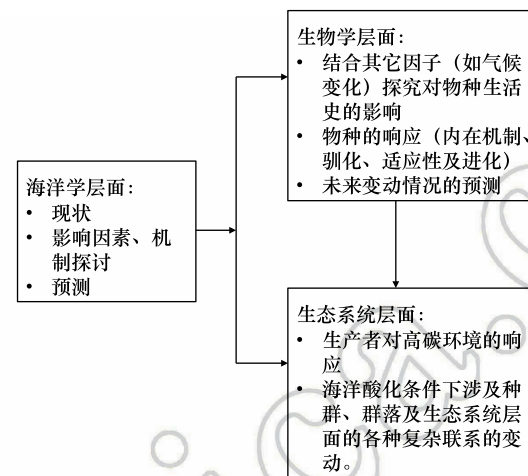 生物学层面：
• 结合其它因子（如气候
变化）探究对物种生活
史的影响
• 物种的响应（内在机制、
驯化、适应性及进化）
• 未来变动情况的预测
海洋学层面：
• 现状
• 影响因素、机
制探讨
• 预测
生态系统层面：
• 生产者对高碳环境的响
应
• 海洋酸化条件下涉及种
群、群落及生态系统层
面的各种复杂联系的变
动。